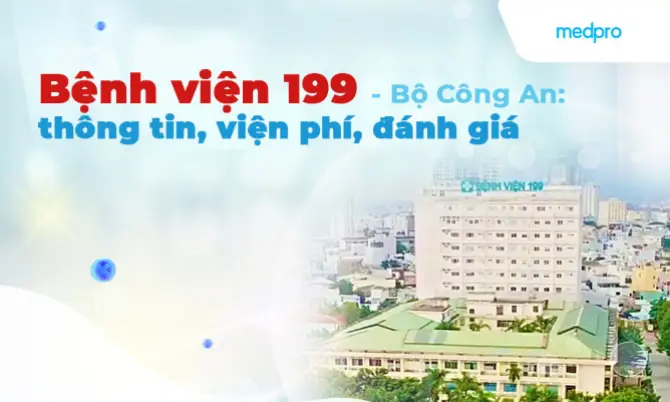 medpro
Bệnh viện 199 - Bộ Công An:
thông tin, viện phí, đánh giá
BỆNH VIỆN 199